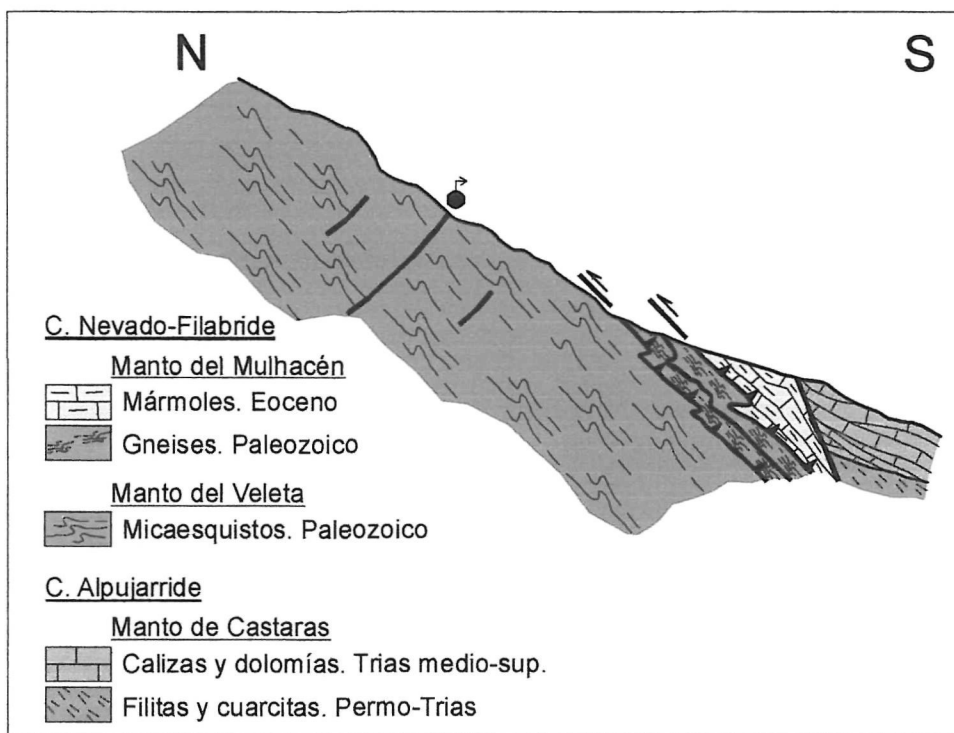 N S
C. Nevado-Filabride
Manto del Mulhacén
Mármoles. Eoceno
Gneises. Paleozoico
Manto del Veleta
Micaesquistos. Paleozoico
C. Alpujarride
Manto de Castaras
Calizas y dolomías. Trias medio-sup.
Filitas y cuarcitas. Permo-Trias